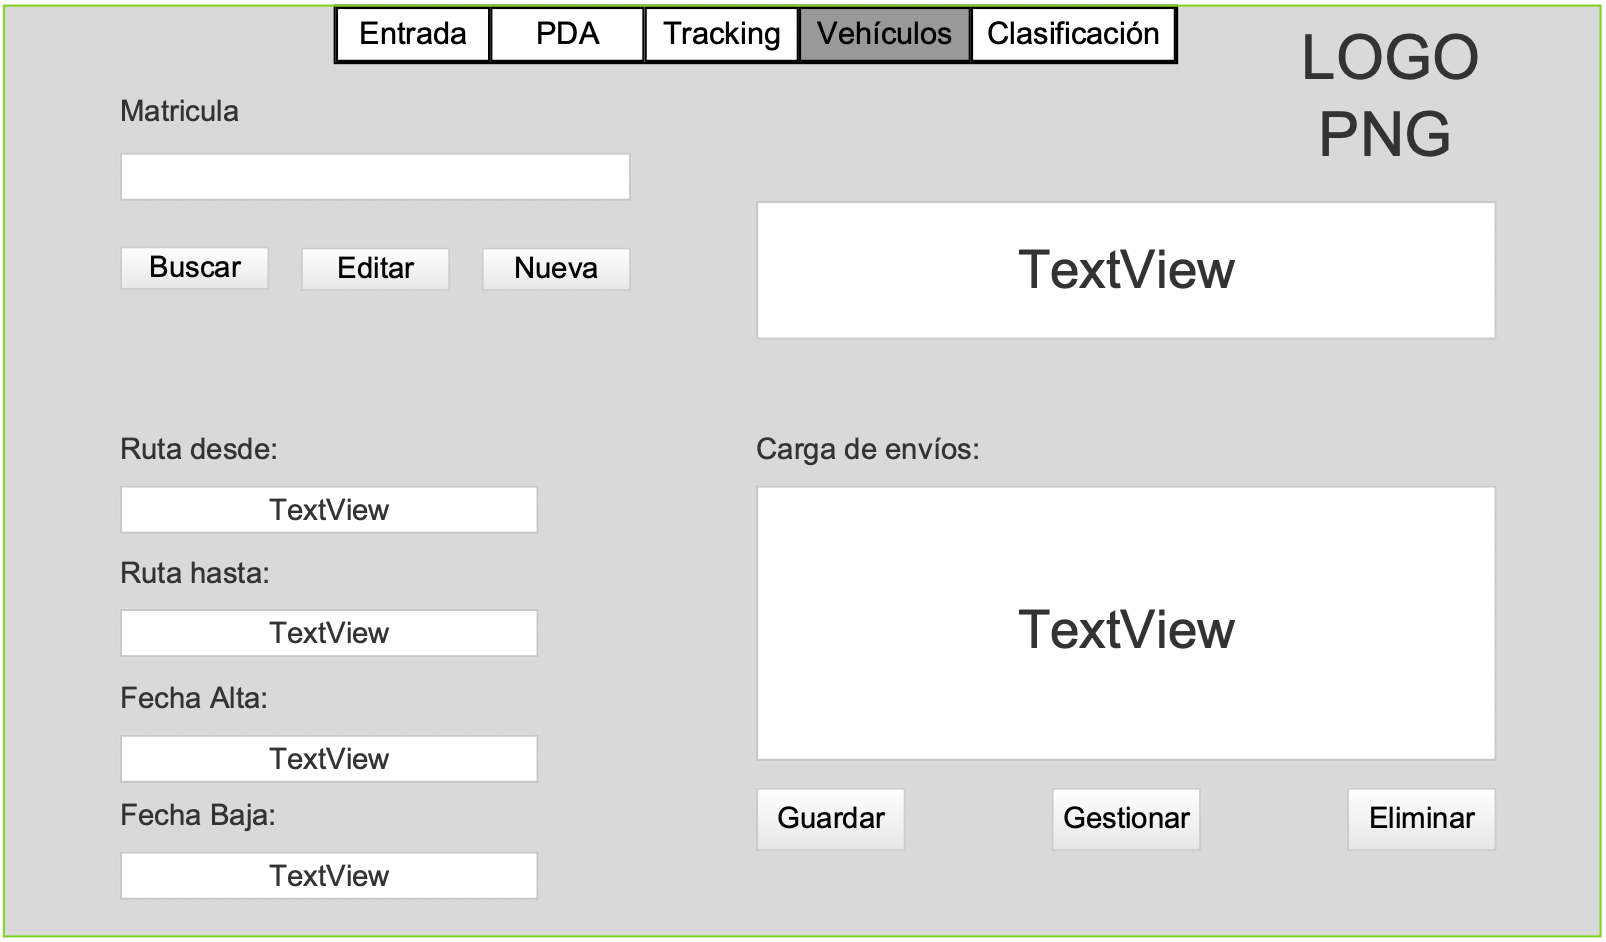 Entrada PDA Tracking Vehículos Clasificación
LOGO
PNG
Matricula
Buscar Editar Nueva
TextView
Ruta desde:
TextView
Ruta hasta:
TextView
Fecha Alta:
TextView
Fecha Baja:
TextView
Carga de envíos:
TextView
Guardar Gestionar Eliminar